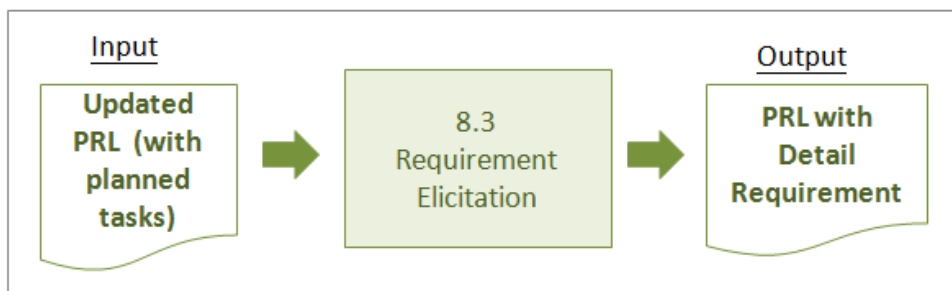 Input
Updated
PRL (with
planned
tasks)
8.3
Requirement
Elicitation
Output
PRL with
Detail
Requirement